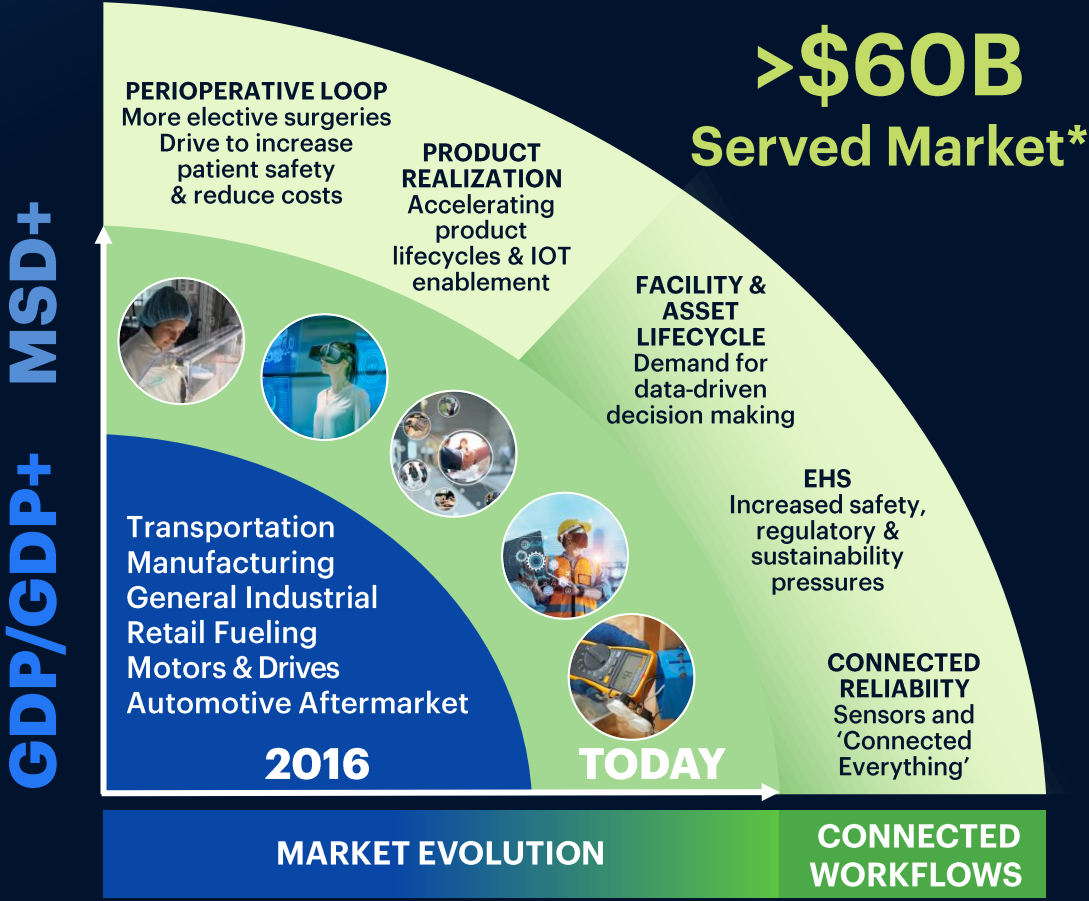 >$60B
Served Market*
PERIOPERATIVE LOOP
More elective surgeries
Drive to increase
patient safety
& reduce costs
PRODUCT
REALIZATION
Accelerating
product
lifecycles & IOT
enablement
FACILITY &
ASSET
LIFECYCLE
Demand for
data-driven
decision making
EHS
Increased safety,
regulatory &
sustainability
pressures
CONNECTED
RELIABIITY
Sensors and
‘Connected
Everything’
MSD+
GDP/GDP+
Transportation
Manufacturing
General Industrial
Retail Fueling
Motors & Drives
Automotive Aftermarket
2016
TODAY
MARKET EVOLUTION
CONNECTED
WORKFLOWS